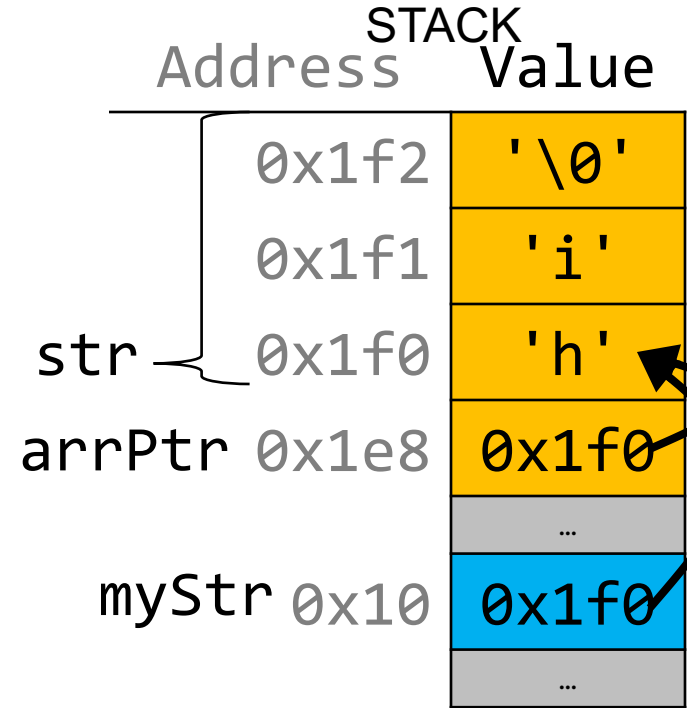 STACK
Address Value
0x1f2 '\0'
0x1f1 'i'
str 0x1f0 'h'
arrPtr 0x1e8 0x1f0
…
myStr 0x10 0x1f0
…